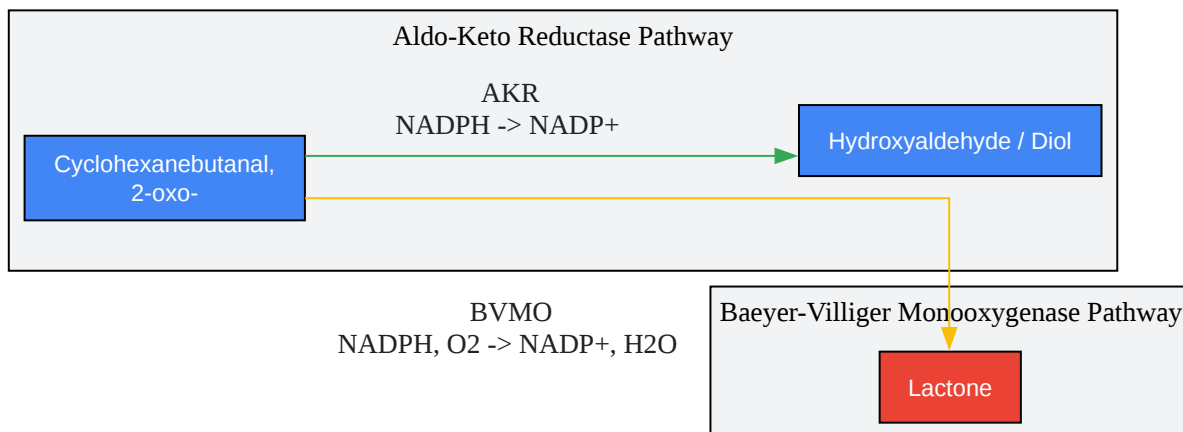 Aldo-Keto Reductase Pathway
AKR
NADPH -> NADP+
Cyclohexanebutanal,
2-oxo-
Hydroxyaldehyde / Diol
BVMO
NADPH, O2 -> NADP+, H2O
Baeyer-Villiger Monooxygenase Pathway
Lactone